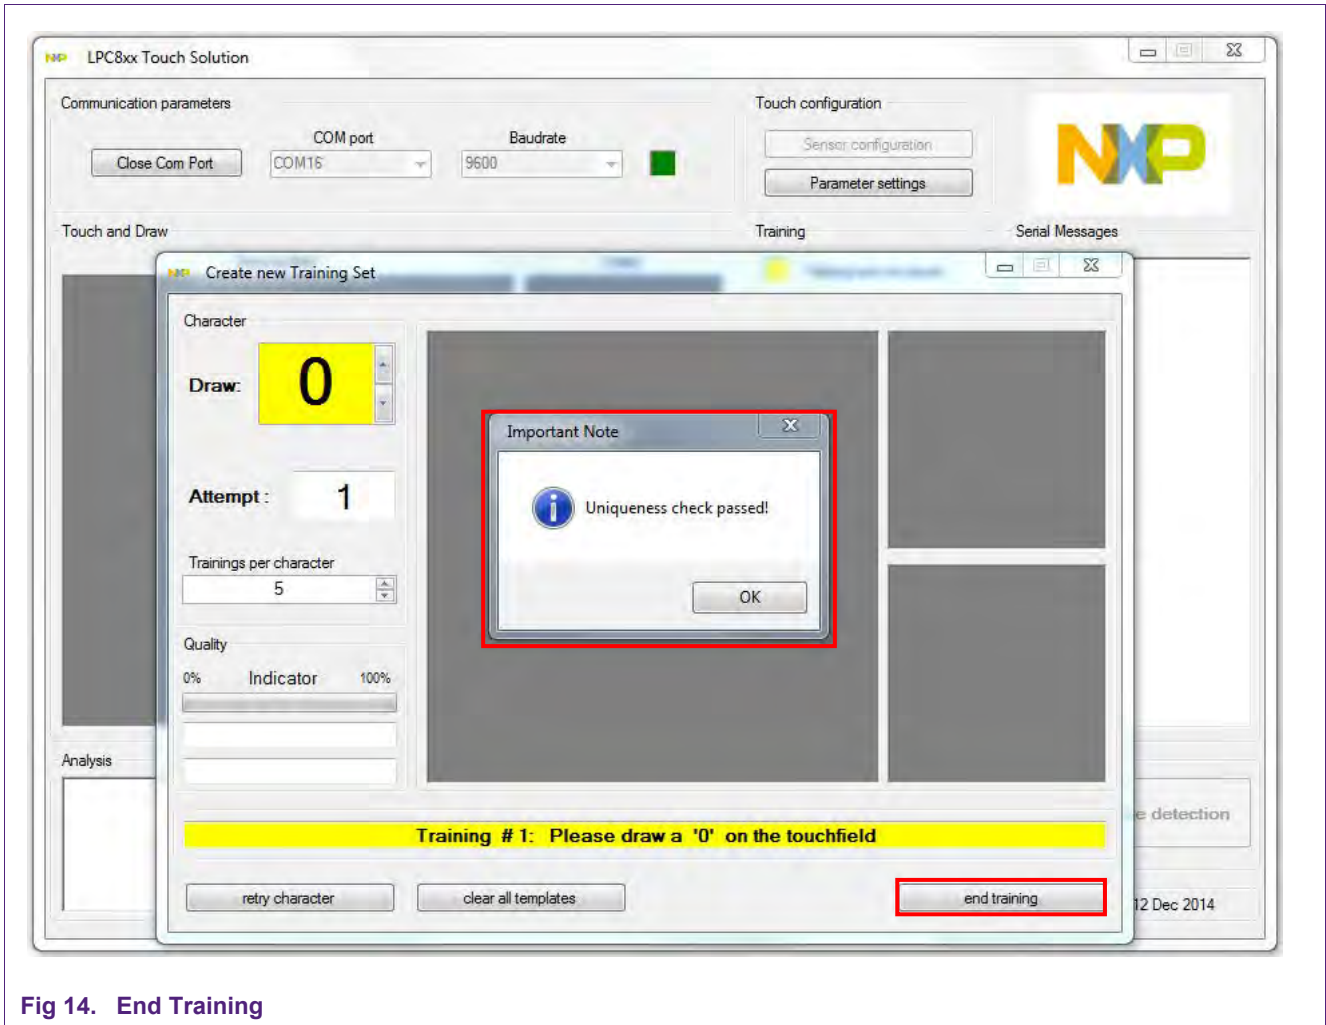 LPC8xx Touch Solution
Communication parameters
COM port
Baudrate
Close Com Port
COM16
9600
Touch configuration
Sensor configuration
Parameter settings
NXP
Touch and Draw
Training
Serial Messages
Create new Training Set
Character
Draw:
0
Attempt :
1
Trainings per character
5
Quality
0% Indicator 100%
Important Note
Uniqueness check passed!
OK
Analysis
e detection
Training # 1: Please draw a '0' on the touchfield
retry character
clear all templates
end training
12 Dec 2014
Fig 14. End Training